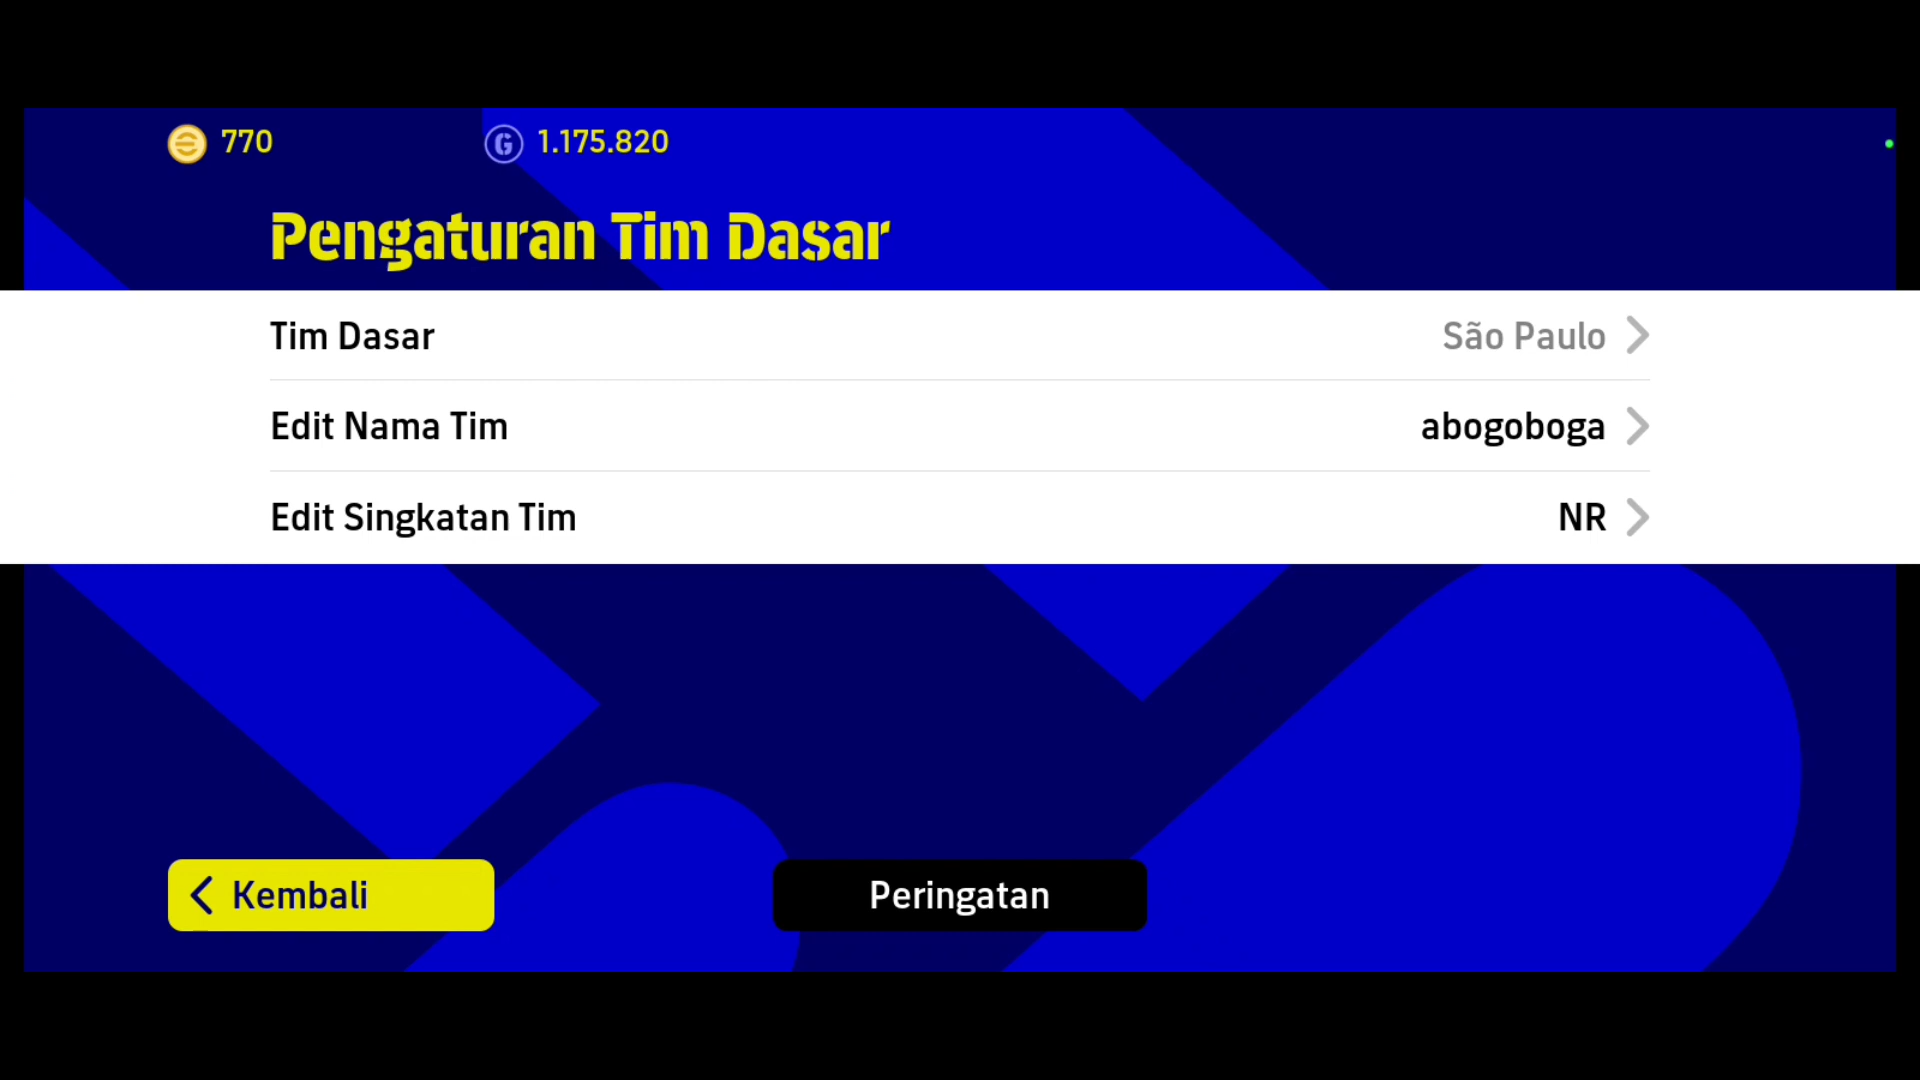 770
1.175.820
Pengaturan Tim Dasar
Tim Dasar São Paulo
Edit Nama Tim abogoboga
Edit Singkatan Tim NR
Kembali
Peringatan